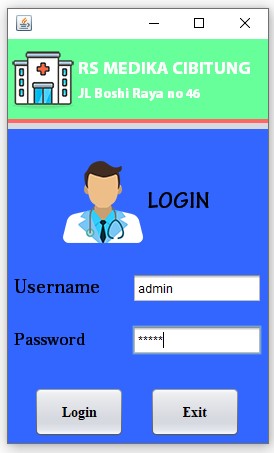 RS MEDIKA CIBITUNG
JL Boshi Raya no 46
LOGIN
Username
admin
Password
*****
Login
Exit